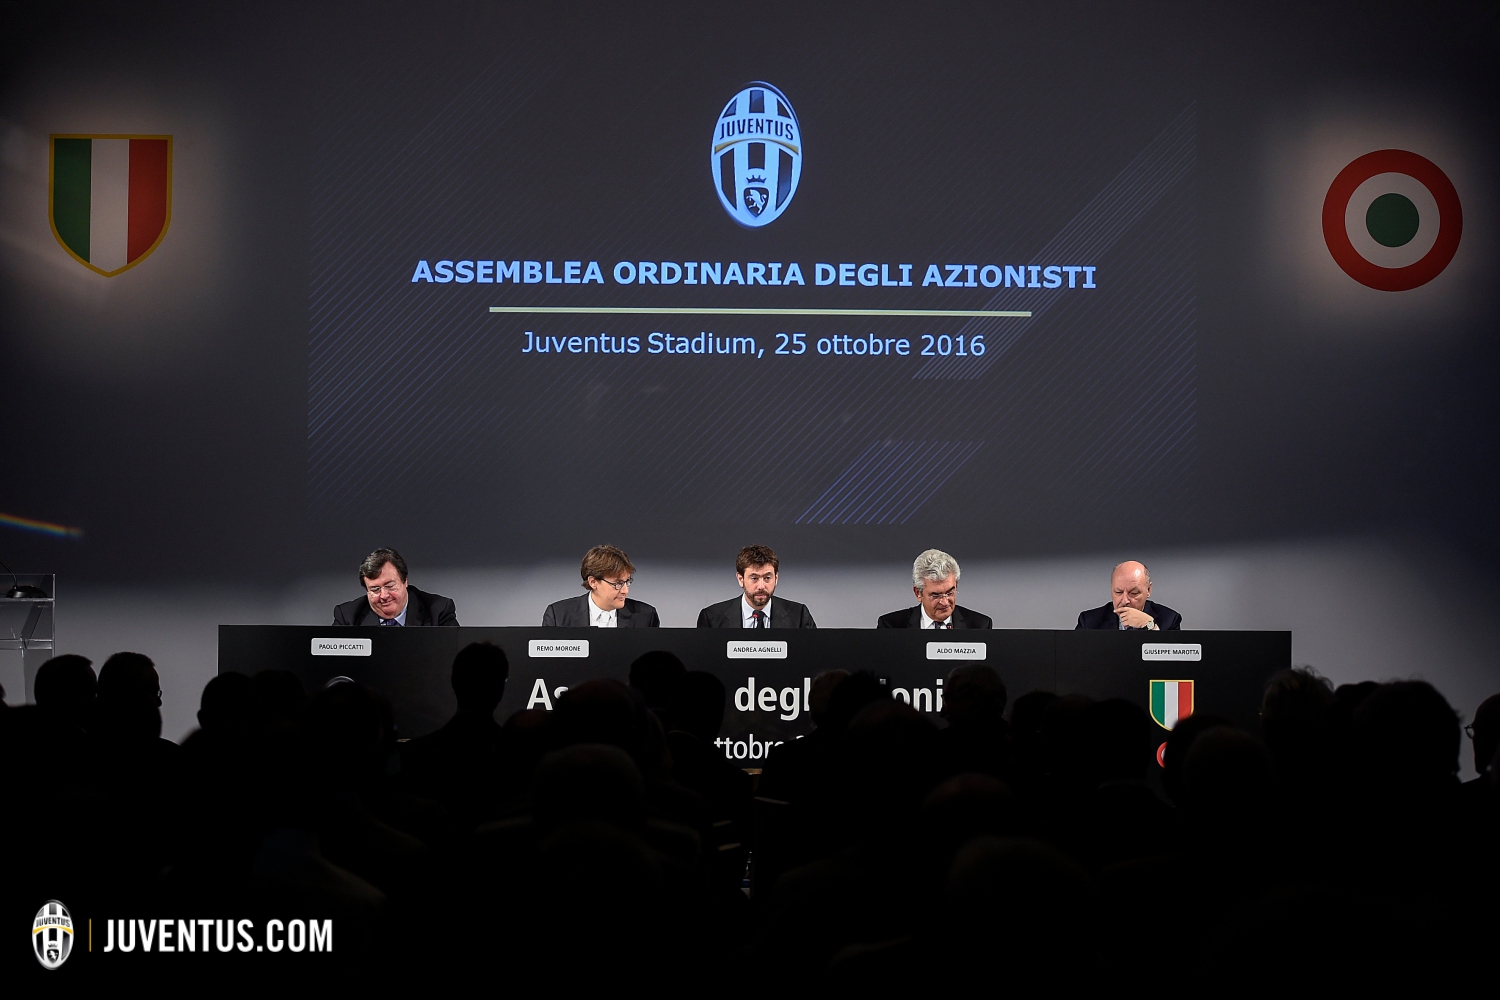 JUVENTUS
ASSEMBLEA ORDINARIA DEGLI AZIONISTI
Juventus Stadium, 25 ottobre 2016
PAOLO PICCATTI
REMO MORONE
ANDREA AGNELLI
ALDO MAZZIA
GIUSEPPE MAROTTA
JUVENTUS
JUVENTUS.COM